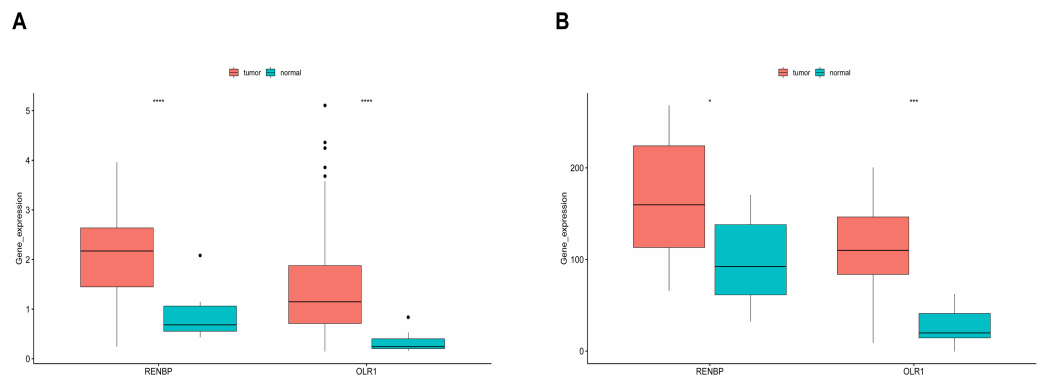 A
tumor normal
Gene_expression
5
4
3
2
1
0
**** ****
RENBP OLR1
B
tumor normal
Gene_expression
200
100
0
* ***
RENBP OLR1